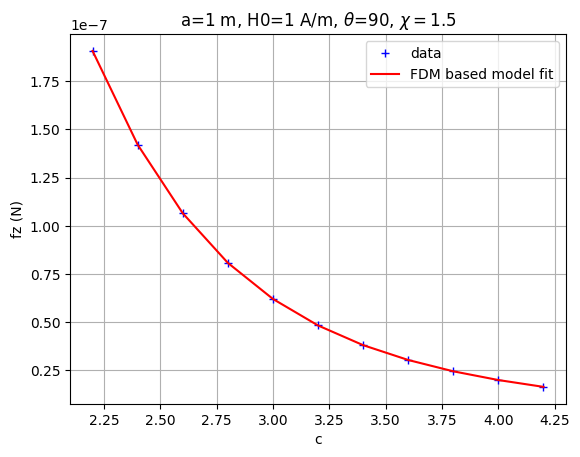 a=1 m, H0=1 A/m, θ=90, χ = 1.5
1e−7
data
FDM based model fit
1.75
1.50
1.25
1.00
0.75
0.50
0.25
fz (N)
2.25 2.50 2.75 3.00 3.25 3.50 3.75 4.00 4.25
c